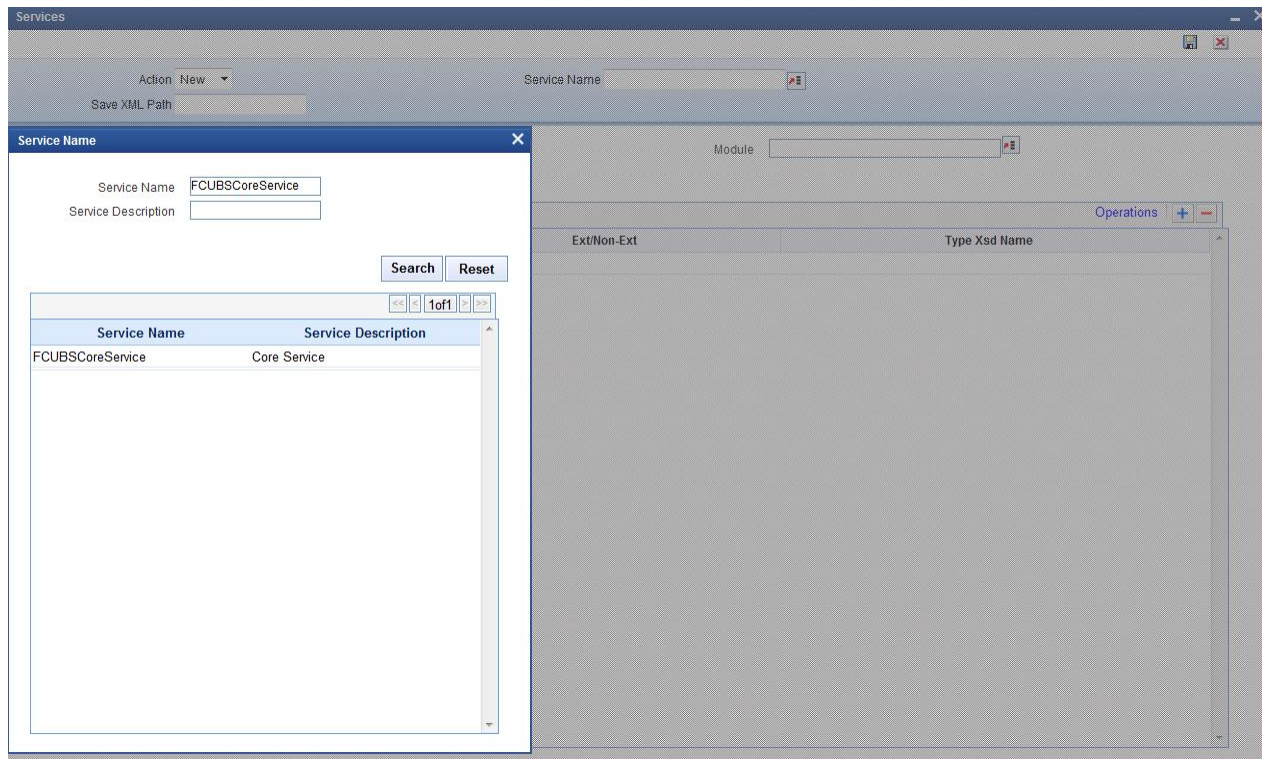 Services
Action New Service Name
Save XML Path
Service Name
Module
Service Name FCUBSCoreService
Service Description
Operations
Ext/Non-Ext Type Xsd Name
Search Reset
<< < 1of1 > >>
Service Name Service Description
FCUBSCoreService Core Service